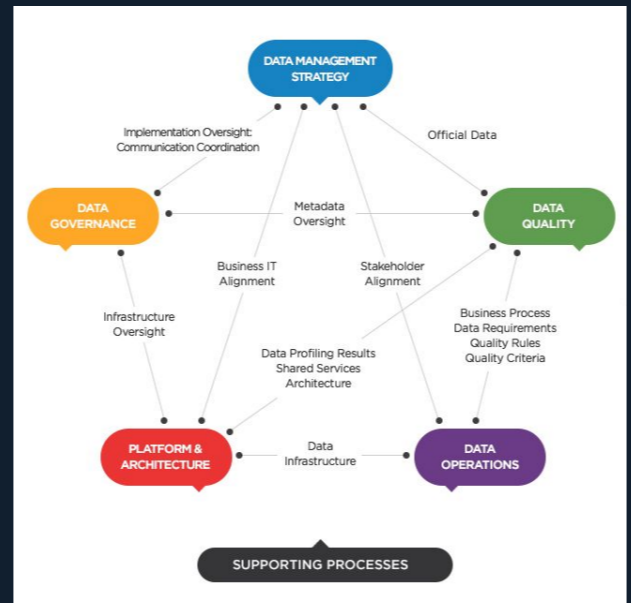 DATA MANAGEMENT
STRATEGY
Implementation Oversight:
Communication Coordination
Official Data
DATA
GOVERNANCE
Metadata
Oversight
DATA
QUALITY
Business IT
Alignment
Stakeholder
Alignment
Infrastructure
Oversight
Business Process
Data Requirements
Quality Rules
Quality Criteria
Data Profiling Results
Shared Services
Architecture
PLATFORM &
ARCHITECTURE
Data
Infrastructure
DATA
OPERATIONS
SUPPORTING PROCESSES